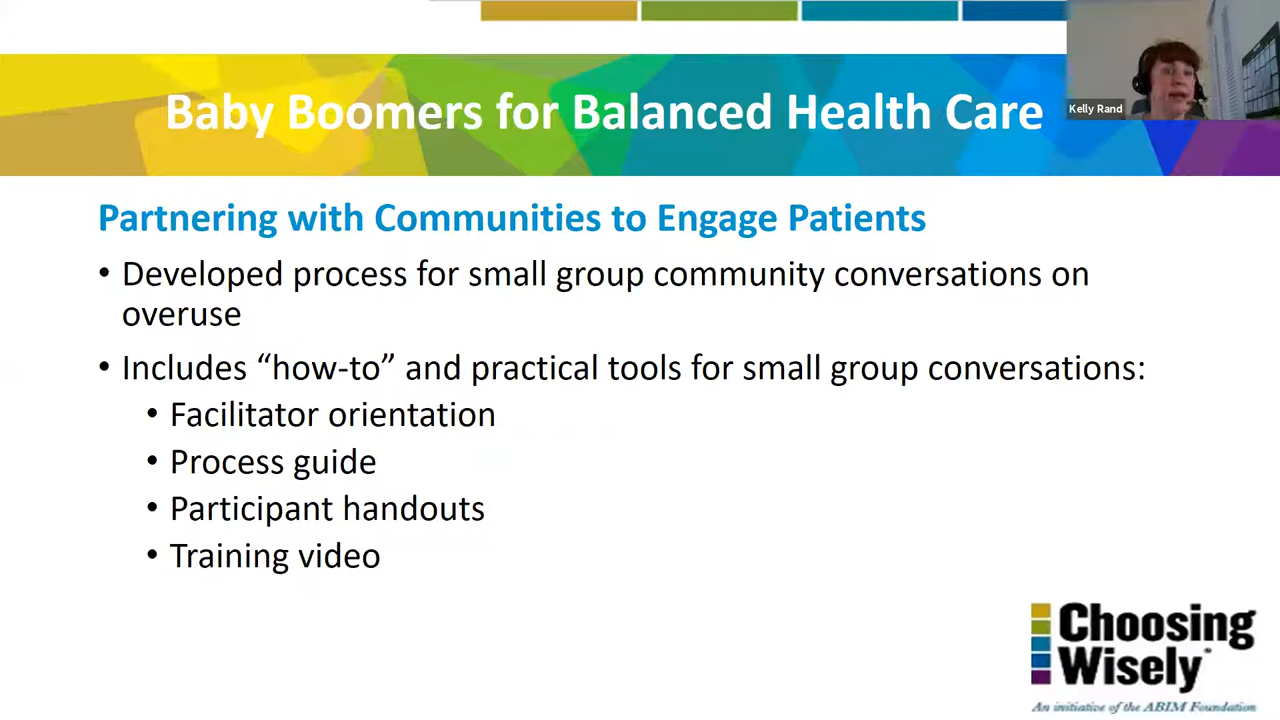 Baby Boomers for Balanced Health Care
Kelly Rand
Partnering with Communities to Engage Patients
• Developed process for small group community conversations on
overuse
• Includes “how-to” and practical tools for small group conversations:
• Facilitator orientation
• Process guide
• Participant handouts
• Training video
Choosing
Wisely
An initiative of the ABIM Foundation